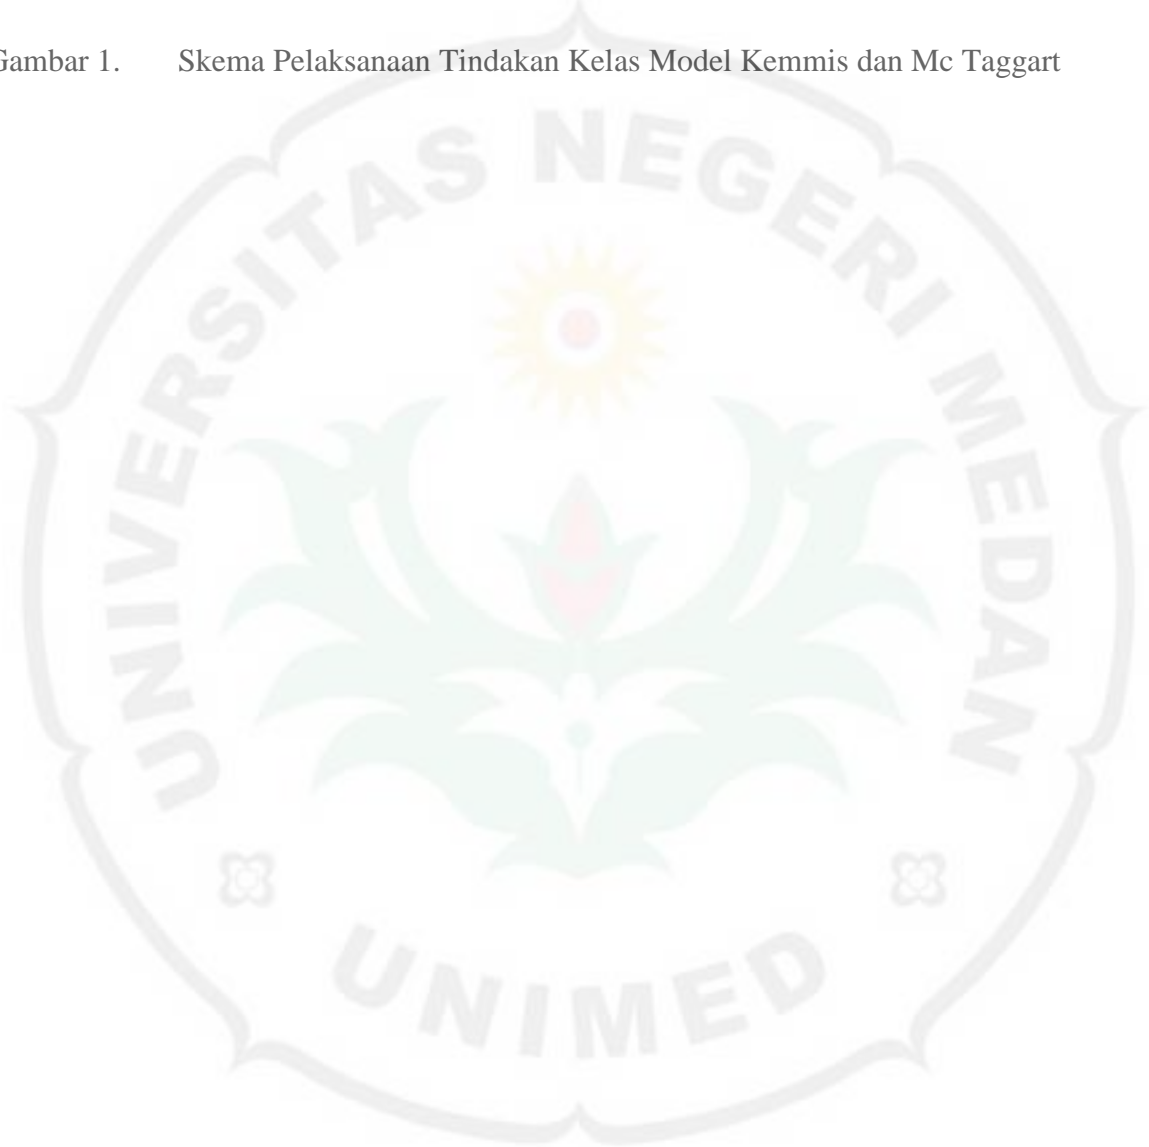 Gambar 1. Skema Pelaksanaan Tindakan Kelas Model Kemmis dan Mc Taggart
UNIVERSITAS NEGERI MEDAN
UNIMED